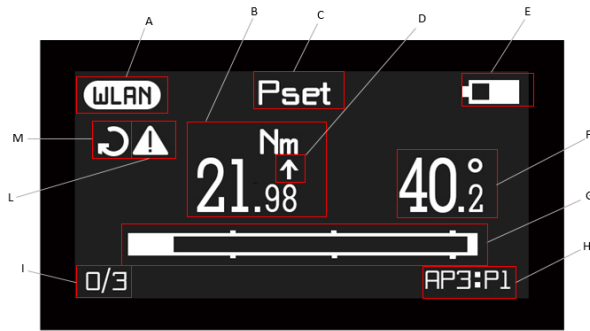 A B C D E
WLAN Pset
M
Nm
L
21.98 ↑ 40.2°
F
G
I 0/3 AP3:P1 H